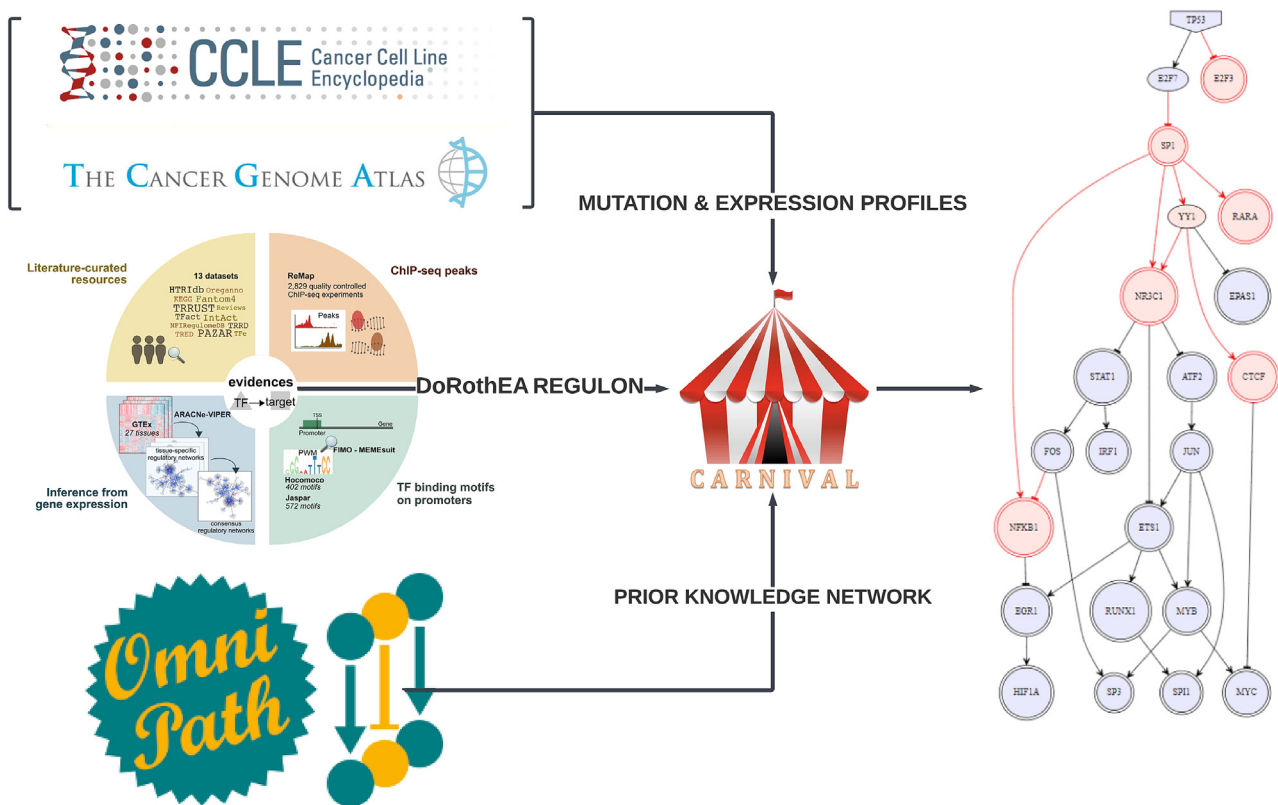 CCLE
Cancer Cell Line
Encyclopedia
THE CANCER GENOME ATLAS
MUTATION & EXPRESSION PROFILES
Literature-curated
resources
13 datasets
HTRIdb Oreganno
KEGG Fantom4
TRRUST Reviews
TFact IntAct
NFIRegulomeDB TRRD
TRED PAZAR TFe
ReMap
2,829 quality controlled
ChIP-seq experiments
Peaks
ChIP-seq peaks
evidences
TF target
DoRothEA REGULON
GTEx
27 tissues
ARACNe-VIPER
tissue-specific
regulatory networks
consensus
regulatory networks
Inference from
gene expression
TSS
Promoter
Gene
PWM
FIMO - MEMEsuit
Hocomoco
402 motifs
Jaspar
572 motifs
TF binding motifs
on promoters
CARNIVAL
PRIOR KNOWLEDGE NETWORK
Omni
Path
TP53
E2F7
E2F3
SP1
YY1
RARA
NR3C1
EPAS1
STAT1
ATF2
CTCF
FOS
IRF1
JUN
NFKB1
ETS1
EGR1
RUNX1
MYB
HIF1A
SP3
SPI1
MYC